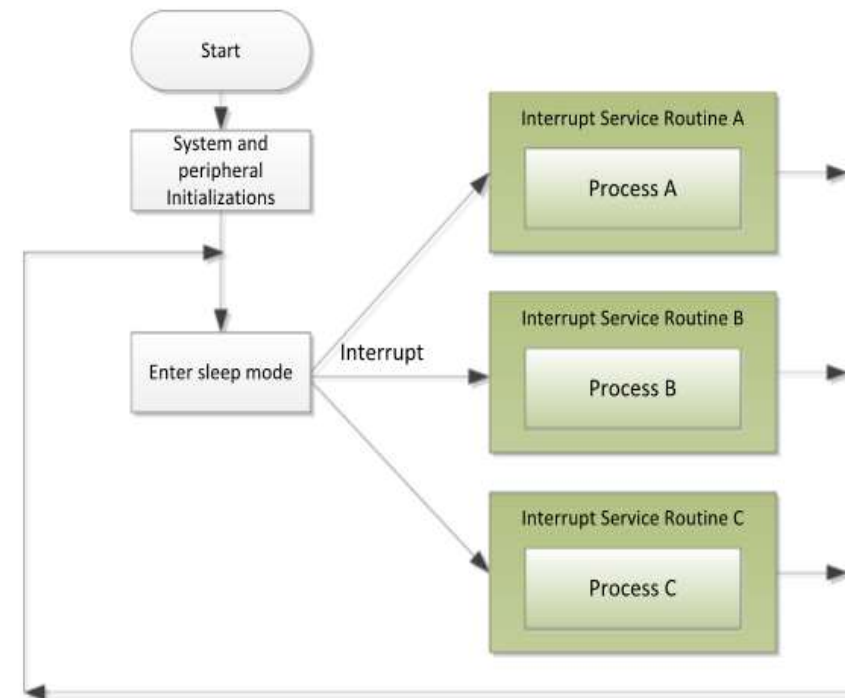 Start
System and
peripheral
Initializations
Enter sleep mode
Interrupt
Interrupt Service Routine A
Process A
Interrupt Service Routine B
Process B
Interrupt Service Routine C
Process C